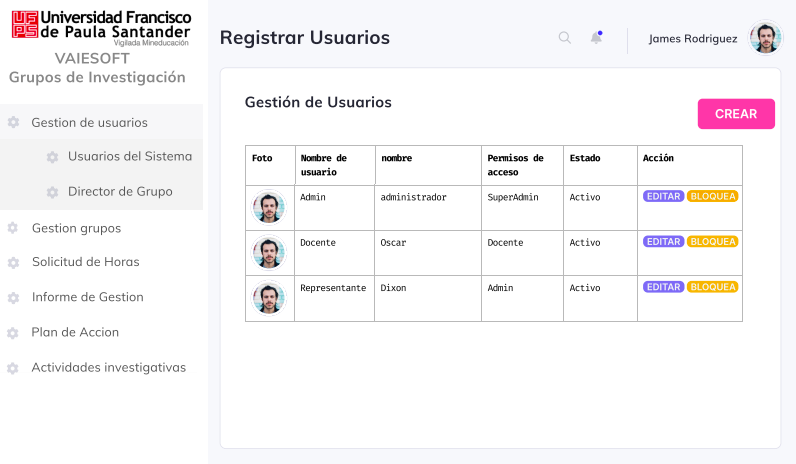 UFPS
Universidad Francisco
de Paula Santander
Vigilada Mineducación
VAIESOFT
Grupos de Investigación
Gestion de usuarios
Usuarios del Sistema
Director de Grupo
Gestion grupos
Solicitud de Horas
Informe de Gestion
Plan de Accion
Actividades investigativas
Registrar Usuarios
James Rodriguez
Gestión de Usuarios
CREAR
Foto Nombre de usuario nombre Permisos de acceso Estado Acción
Admin administrador SuperAdmin Activo EDITAR BLOQUEA
Docente Oscar Docente Activo EDITAR BLOQUEA
Representante Dixon Admin Activo EDITAR BLOQUEA